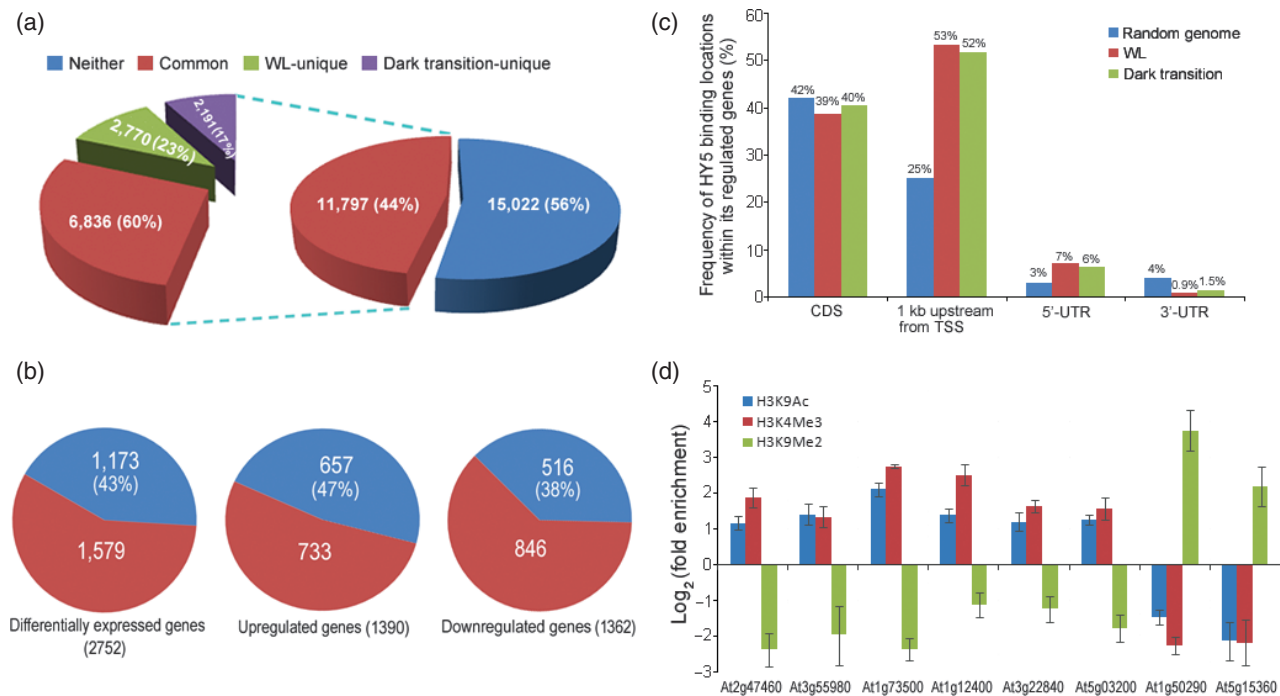 (a)
Neither
Common
WL-unique
Dark transition-unique
2,191(17%)
2,770 (23%)
6,836 (60%)
11,797 (44%)
15,022 (56%)
(b)
1,173
(43%)
1,579
Differentially expressed genes
(2752)
657
(47%)
733
Upregulated genes (1390)
516
(38%)
846
Downregulated genes (1362)
(c)
Frequency of HY5 binding locations
within its regulated genes (%)
60
50
40
30
20
10
0
Random genome
WL
Dark transition
42%
39%
40%
25%
53%
52%
3%
7%
6%
4%
0.9%
1.5%
CDS
1 kb upstream
from TSS
5'-UTR
3'-UTR
(d)
Log2 (fold enrichment)
5
4
3
2
1
0
−1
−2
−3
H3K9Ac
H3K4Me3
H3K9Me2
At2g47460
At3g55980
At1g73500
At1g12400
At3g22840
At5g03200
At1g50290
At5g15360